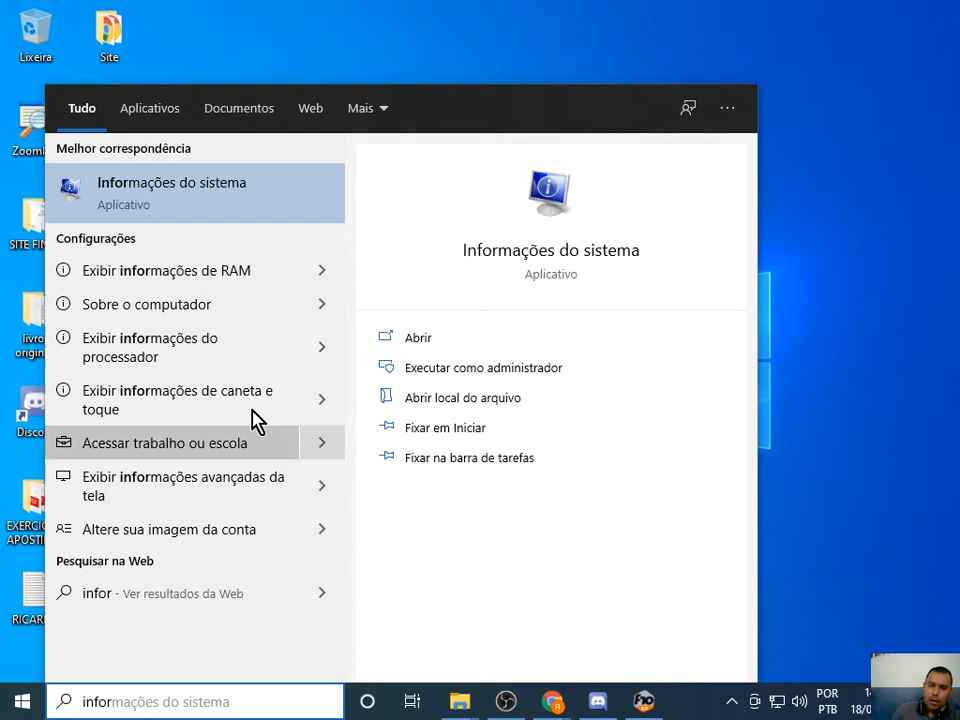 Lixeira
Site
Tudo Aplicativos Documentos Web Mais
Melhor correspondência
Informações do sistema
Aplicativo
Configurações
Exibir informações de RAM
Sobre o computador
Exibir informações do
processador
Exibir informações de caneta e
toque
Acessar trabalho ou escola
Exibir informações avançadas da
tela
Altere sua imagem da conta
Pesquisar na Web
infor - Ver resultados da Web
Informações do sistema
Aplicativo
Abrir
Executar como administrador
Abrir local do arquivo
Fixar em Iniciar
Fixar na barra de tarefas
Zoom
SITE FIN
livro
origin
Disco
EXERCIC
APOSTI
RICAR
informações do sistema
POR
PTB
18/0